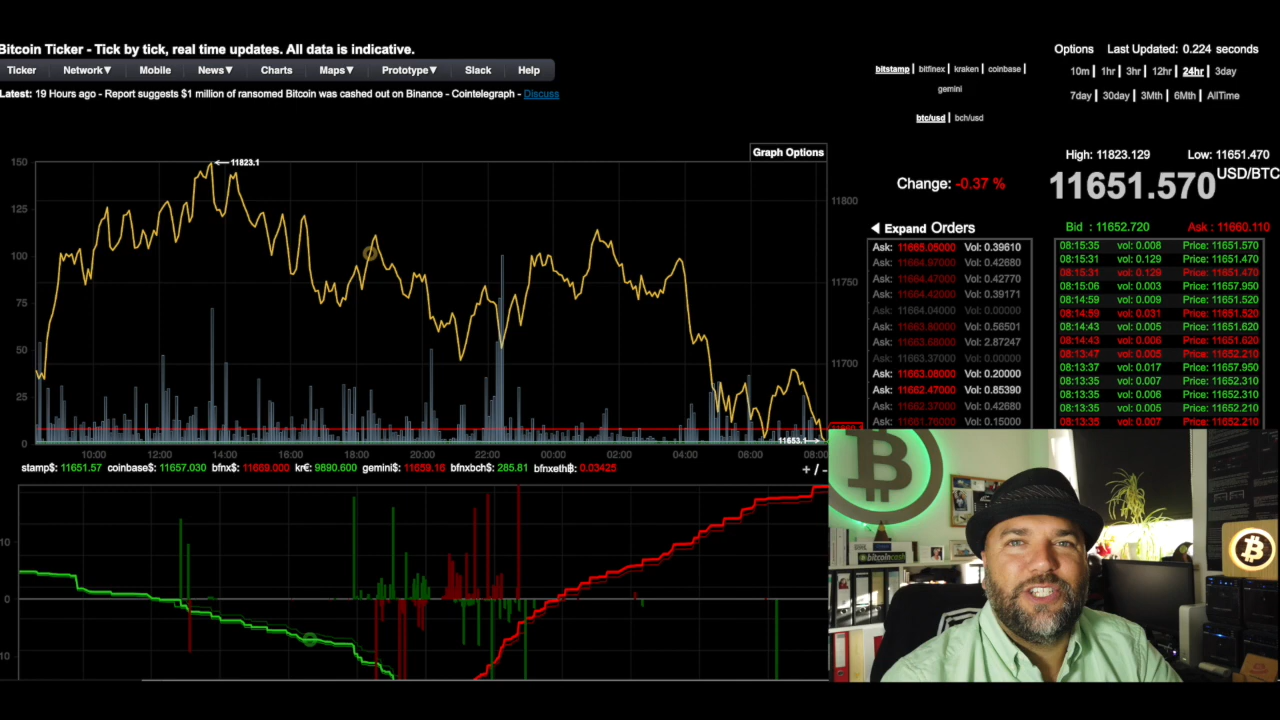 Bitcoin Ticker - Tick by tick, real time updates. All data is indicative.
Ticker Network▼ Mobile News▼ Charts Maps▼ Prototype▼ Slack Help
Latest: 19 Hours ago - Report suggests $1 million of ransomed Bitcoin was cashed out on Binance - Cointelegraph - Discuss
bitstamp | bitfinex | kraken | coinbase |
gemini
btc/usd | bch/usd
Options Last Updated: 0.224 seconds
10m | 1hr | 3hr | 12hr | 24hr | 3day
7day | 30day | 3Mth | 6Mth | AllTime
Graph Options
High: 11823.129 Low: 11651.470
Change: -0.37 % 11651.570 USD/BTC
Bid : 11652.720 Ask : 11660.110
◀ Expand Orders
150
125
100
75
50
25
0
11823.1
11800
11750
11700
11653.1
10:00 12:00 14:00 16:00 18:00 20:00 22:00 00:00 02:00 04:00 06:00 08:00
Ask: Vol: 0.39610
Ask: 11664.97000 Vol: 0.42680
Ask: 11664.47000 Vol: 0.42770
Ask: 11664.42000 Vol: 0.39171
Ask: 11664.04000 Vol: 0.00000
Ask: 11663.80000 Vol: 0.56501
Ask: 11663.68000 Vol: 2.87247
Ask: 11663.37000 Vol: 0.00000
Ask: 11663.08000 Vol: 0.20000
Ask: 11662.47000 Vol: 0.85390
Ask: 11662.37000 Vol: 0.42680
Ask: 11661.76000 Vol: 0.15000
08:15:35 vol: 0.008 Price: 11651.570
08:15:31 vol: 0.129 Price: 11651.470
08:15:31 vol: 0.129 Price: 11651.470
08:15:06 vol: 0.003 Price: 11657.950
08:14:59 vol: 0.009 Price: 11651.520
08:14:59 vol: 0.031 Price: 11651.520
08:14:43 vol: 0.005 Price: 11651.620
08:14:43 vol: 0.006 Price: 11651.620
08:13:47 vol: 0.005 Price: 11652.210
08:13:37 vol: 0.017 Price: 11657.950
08:13:35 vol: 0.007 Price: 11652.310
08:13:35 vol: 0.006 Price: 11652.310
08:13:35 vol: 0.005 Price: 11652.210
08:13:35 vol: 0.007 Price: 11652.210
stamp$: 11651.57 coinbase$: 11657.030 bfnx$: 11669.000 kr€: 9890.600 gemini$: 11659.16 bfnxbch$: 285.81 bfnxeth฿: 0.03425
+ / -
10
0
10
bitcoincash